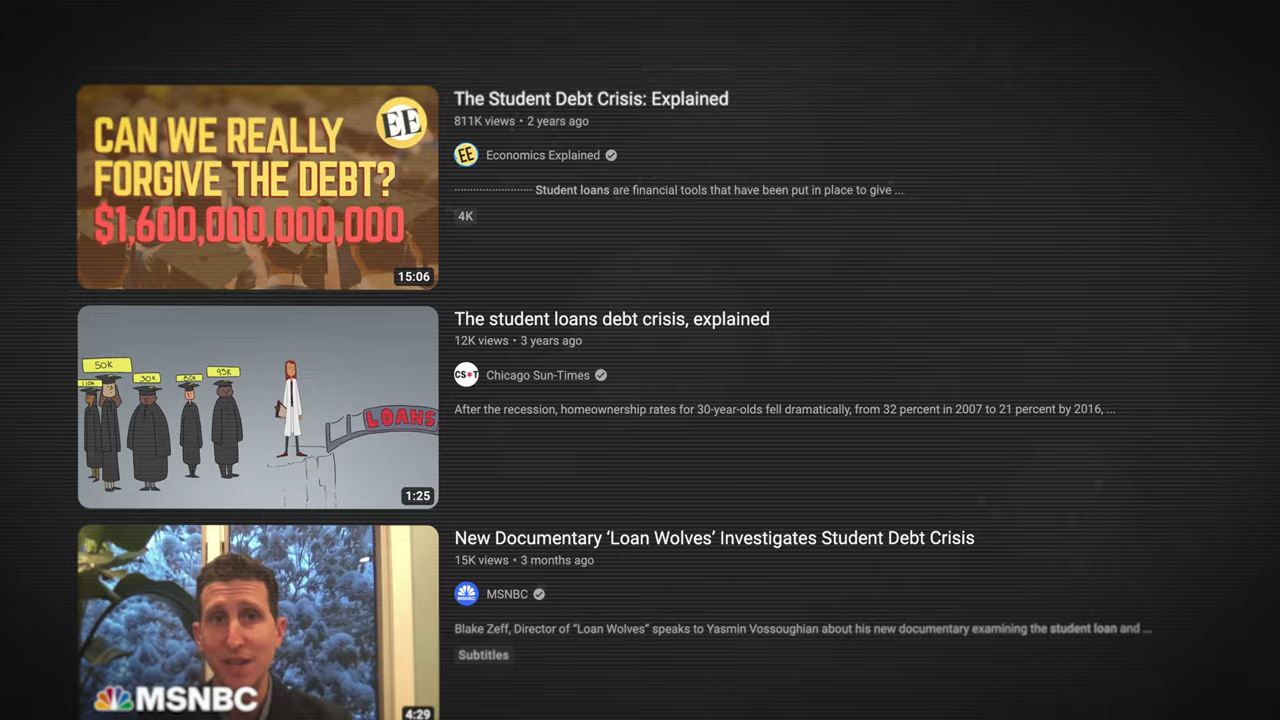 CAN WE REALLY
FORGIVE THE DEBT?
$1,600,000,000,000
EE
15:06
The Student Debt Crisis: Explained
811K views • 2 years ago
EE
Economics Explained
Student loans are financial tools that have been put in place to give ...
4K
50K
110K
30K
80K
95K
LOANS
1:25
The student loans debt crisis, explained
12K views • 3 years ago
CS*T
Chicago Sun-Times
After the recession, homeownership rates for 30-year-olds fell dramatically, from 32 percent in 2007 to 21 percent by 2016, ...
MSNBC
4:29
New Documentary ‘Loan Wolves’ Investigates Student Debt Crisis
15K views • 3 months ago
MSNBC
Blake Zeff, Director of “Loan Wolves” speaks to Yasmin Vossoughian about his new documentary examining the student loan and ...
Subtitles